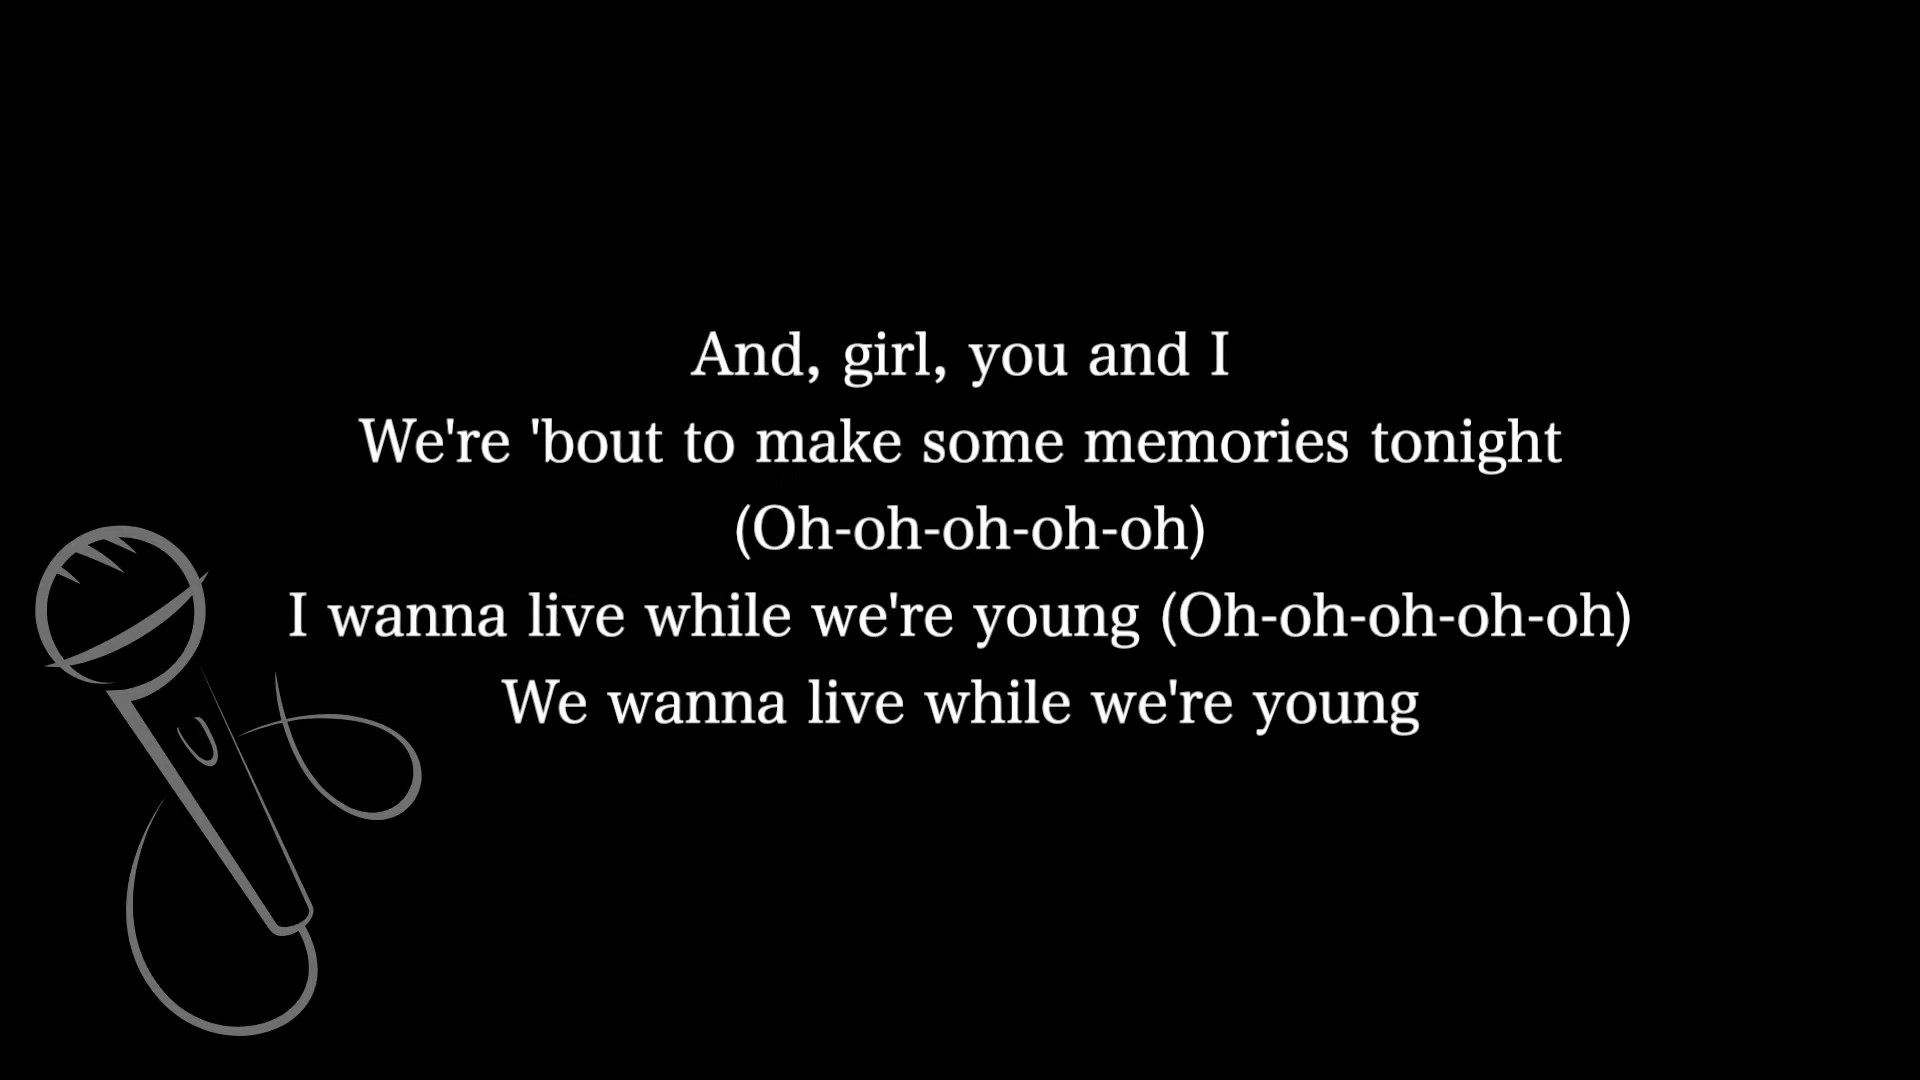 And, girl, you and I
We're 'bout to make some memories tonight
(Oh-oh-oh-oh-oh)
I wanna live while we're young (Oh-oh-oh-oh-oh)
We wanna live while we're young